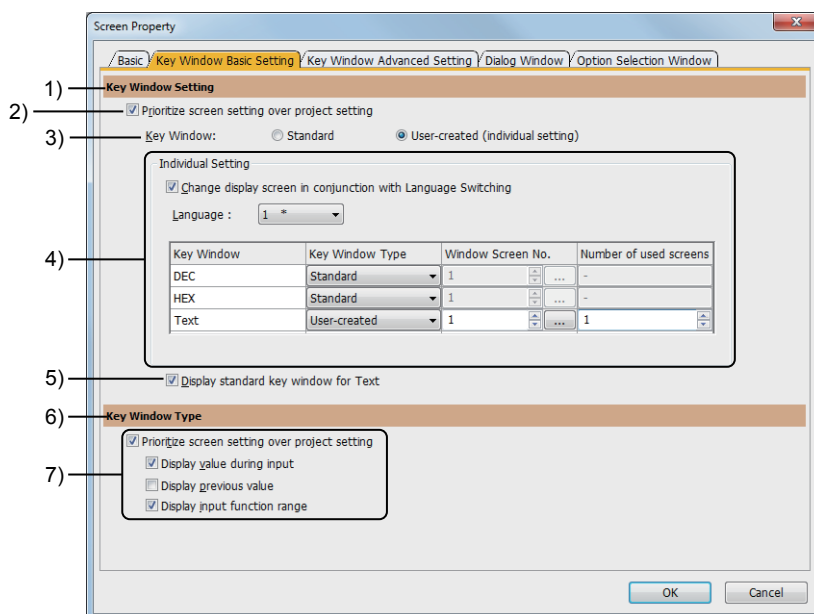 Screen Property
Basic Key Window Basic Setting Key Window Advanced Setting Dialog Window Option Selection Window
1) Key Window Setting
2) Prioritize screen setting over project setting
3) Key Window: Standard User-created (individual setting)
Individual Setting
Change display screen in conjunction with Language Switching
Language : 1 *
4)
Key Window Key Window Type Window Screen No. Number of used screens
DEC Standard 1 ... -
HEX Standard 1 ... -
Text User-created 1 ... 1
5) Display standard key window for Text
6) Key Window Type
Prioritize screen setting over project setting
Display value during input
7)
Display previous value
Display input function range
OK Cancel